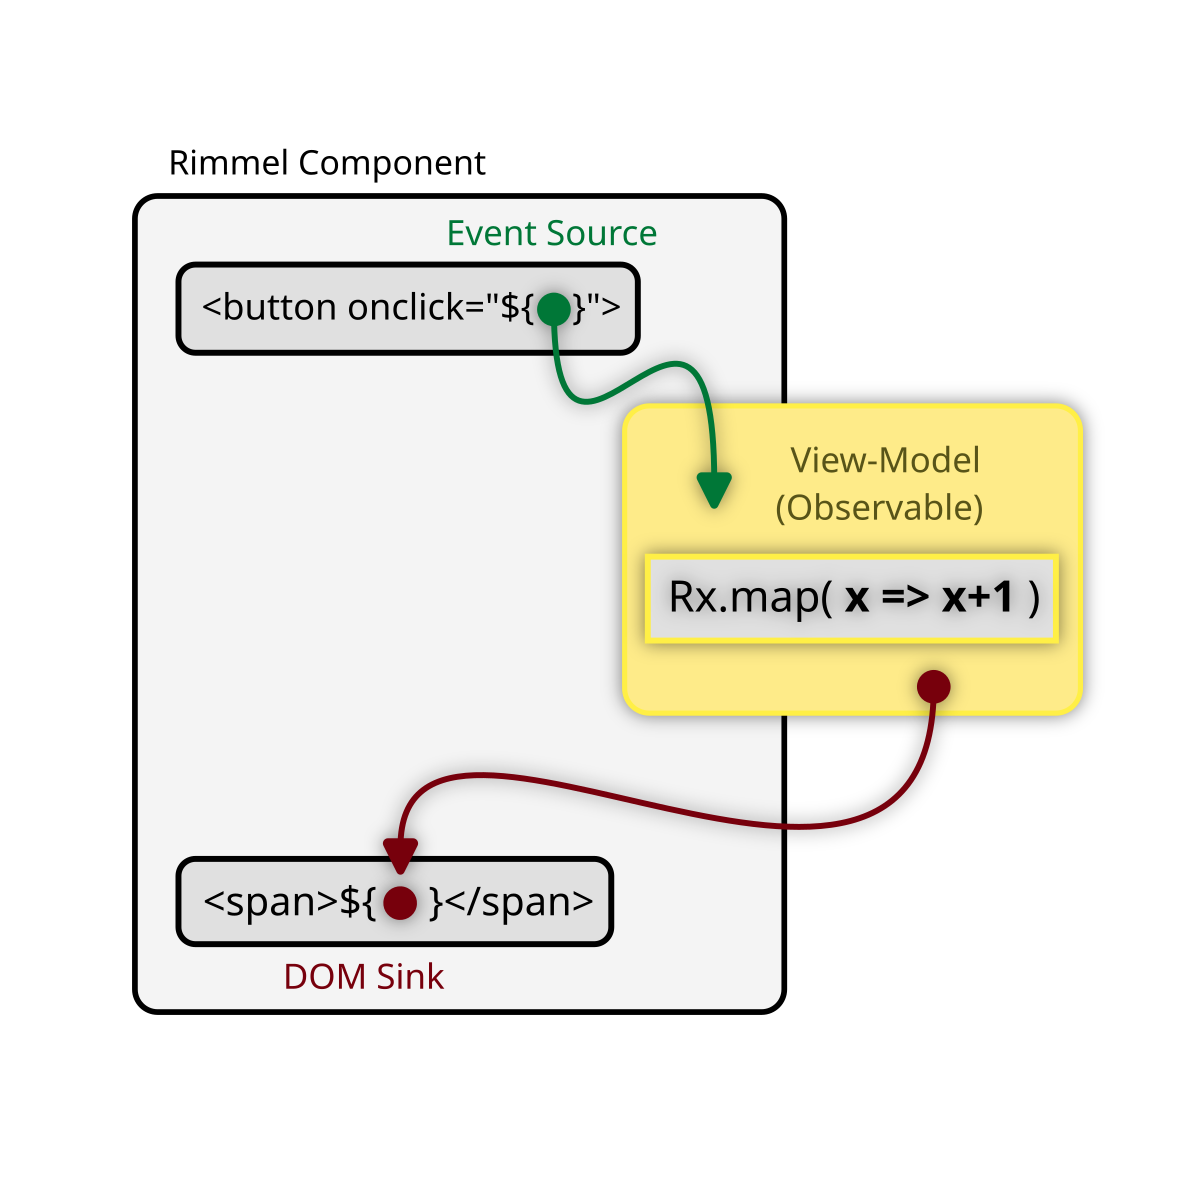 Rimmel Component
Event Source
<button onclick="${ }">
View-Model
(Observable)
Rx.map( x => x+1 )
<span>${ }</span>
DOM Sink